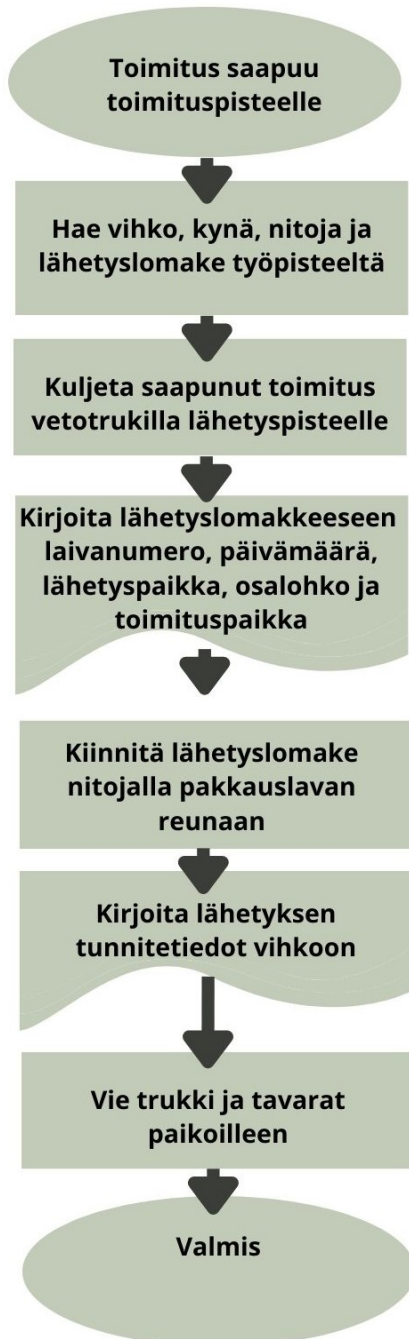 Toimitus saapuu
toimituspisteelle
Hae vihko, kynä, nitoja ja
lähetyslomake työpisteeltä
Kuljeta saapunut toimitus
vetotrukilla lähetyspisteelle
Kirjoita lähetyslomakkeeseen
laivanumero, päivämäärä,
lähetyspaikka, osalohko ja
toimituspaikka
Kiinnitä lähetyslomake
nitojalla pakkauslavan
reunaan
Kirjoita lähetyksen
tunnitetiedot vihkoon
Vie trukki ja tavarat
paikoilleen
Valmis